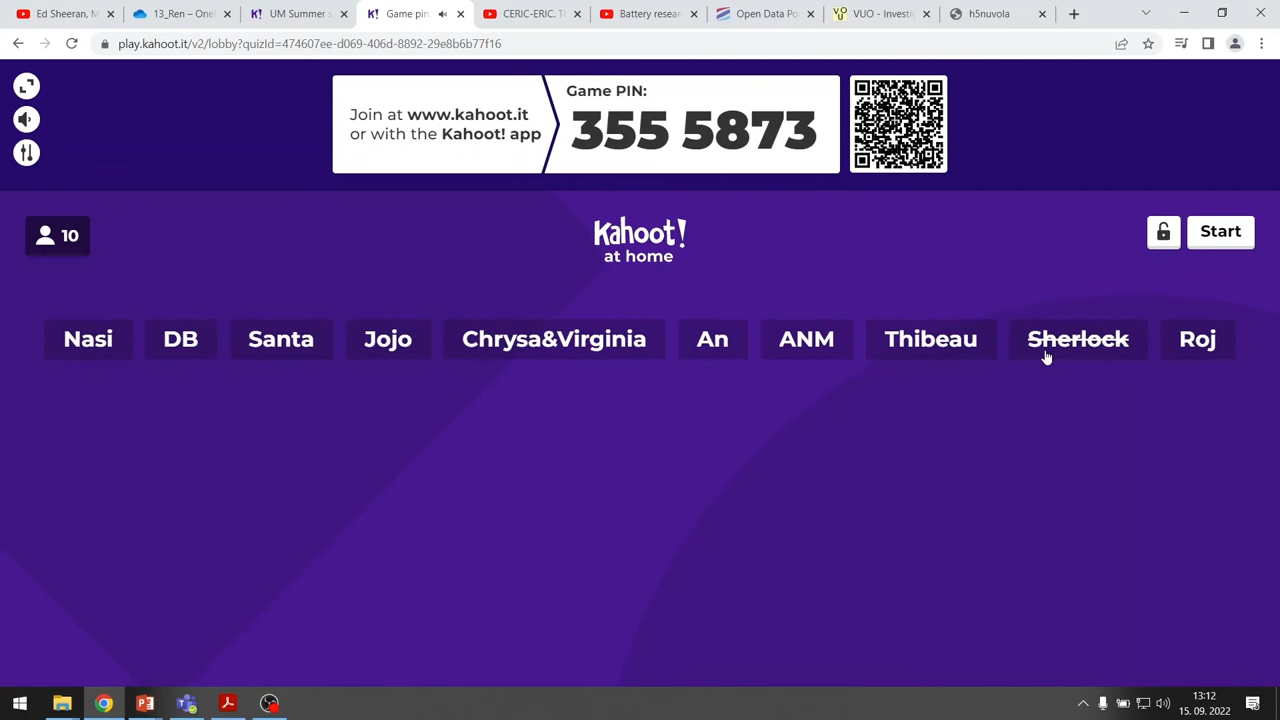 Ed Sheeran, M
13_Ren – OneD
UM Summer s
Game pin:
CERIC-ERIC. Th
Battery resear
Open Data Po
VUO - Investig
h5nuvola
play.kahoot.it/v2/lobby?quizId=474607ee-d069-406d-8892-29e8b6b77f16
Join at www.kahoot.it
or with the Kahoot! app
Game PIN:
355 5873
10
Kahoot!
at home
Start
Nasi
DB
Santa
Jojo
Chrysa&Virginia
An
ANM
Thibeau
Sherlock
Roj
13:12
15. 09. 2022